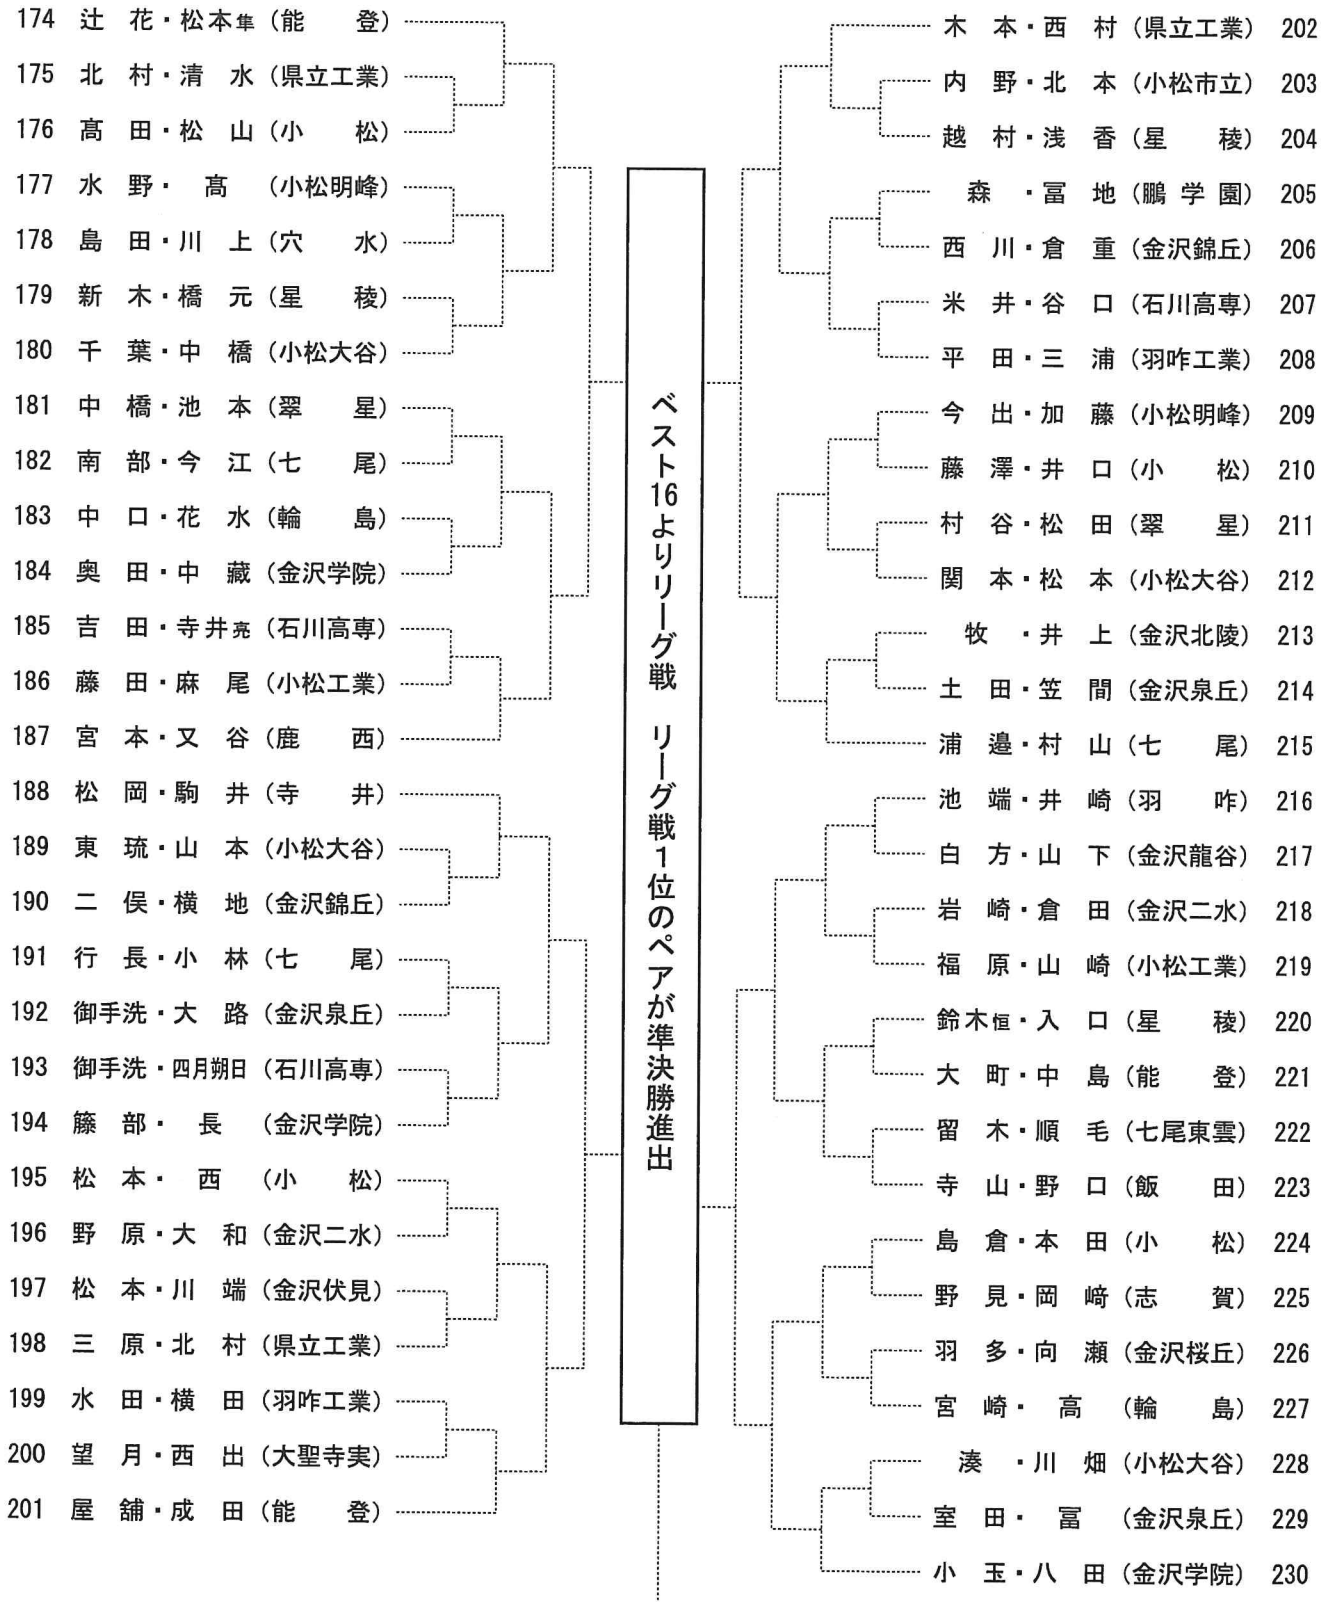 174 辻 花・松本隼 (能 登)
175 北 村・清 水 (県立工業)
176 髙 田・松 山 (小 松)
177 水 野・ 髙 (小松明峰)
178 島 田・川 上 (穴 水)
179 新 木・橋 元 (星 稜)
180 千 葉・中 橋 (小松大谷)
181 中 橋・池 本 (翠 星)
182 南 部・今 江 (七 尾)
183 中 口・花 水 (輪 島)
184 奥 田・中 藏 (金沢学院)
185 吉 田・寺井亮 (石川高専)
186 藤 田・麻 尾 (小松工業)
187 宮 本・又 谷 (鹿 西)
188 松 岡・駒 井 (寺 井)
189 東 琉・山 本 (小松大谷)
190 二 俣・横 地 (金沢錦丘)
191 行 長・小 林 (七 尾)
192 御手洗・大 路 (金沢泉丘)
193 御手洗・四月朔日 (石川高専)
194 籐 部・ 長 (金沢学院)
195 松 本・ 西 (小 松)
196 野 原・大 和 (金沢二水)
197 松 本・川 端 (金沢伏見)
198 三 原・北 村 (県立工業)
199 水 田・横 田 (羽咋工業)
200 望 月・西 出 (大聖寺実)
201 屋 舗・成 田 (能 登)
ベスト16よりリーグ戦 リーグ戦1位のペアが準決勝進出
木 本・西 村 (県立工業) 202
内 野・北 本 (小松市立) 203
越 村・浅 香 (星 稜) 204
森 ・冨 地 (鵬 学 園) 205
西 川・倉 重 (金沢錦丘) 206
米 井・谷 口 (石川高専) 207
平 田・三 浦 (羽咋工業) 208
今 出・加 藤 (小松明峰) 209
藤 澤・井 口 (小 松) 210
村 谷・松 田 (翠 星) 211
関 本・松 本 (小松大谷) 212
牧 ・井 上 (金沢北陵) 213
土 田・笠 間 (金沢泉丘) 214
浦 邉・村 山 (七 尾) 215
池 端・井 崎 (羽 咋) 216
白 方・山 下 (金沢龍谷) 217
岩 崎・倉 田 (金沢二水) 218
福 原・山 崎 (小松工業) 219
鈴木恒・入 口 (星 稜) 220
大 町・中 島 (能 登) 221
留 木・順 毛 (七尾東雲) 222
寺 山・野 口 (飯 田) 223
島 倉・本 田 (小 松) 224
野 見・岡 﨑 (志 賀) 225
羽 多・向 瀬 (金沢桜丘) 226
宮 崎・ 高 (輪 島) 227
湊 ・川 畑 (小松大谷) 228
室 田・ 冨 (金沢泉丘) 229
小 玉・八 田 (金沢学院) 230